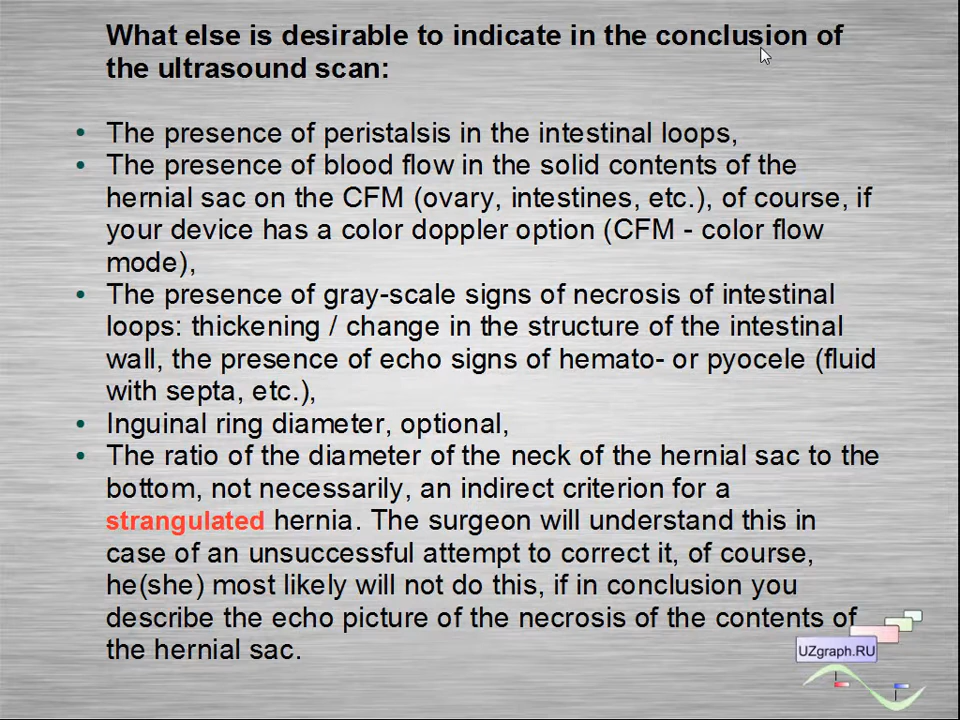 What else is desirable to indicate in the conclusion of
the ultrasound scan:
• The presence of peristalsis in the intestinal loops,
• The presence of blood flow in the solid contents of the
hernial sac on the CFM (ovary, intestines, etc.), of course, if
your device has a color doppler option (CFM - color flow
mode),
• The presence of gray-scale signs of necrosis of intestinal
loops: thickening / change in the structure of the intestinal
wall, the presence of echo signs of hemato- or pyocele (fluid
with septa, etc.),
• Inguinal ring diameter, optional,
• The ratio of the diameter of the neck of the hernial sac to the
bottom, not necessarily, an indirect criterion for a
strangulated hernia. The surgeon will understand this in
case of an unsuccessful attempt to correct it, of course,
he(she) most likely will not do this, if in conclusion you
describe the echo picture of the necrosis of the contents of
the hernial sac.
UZgraph.RU